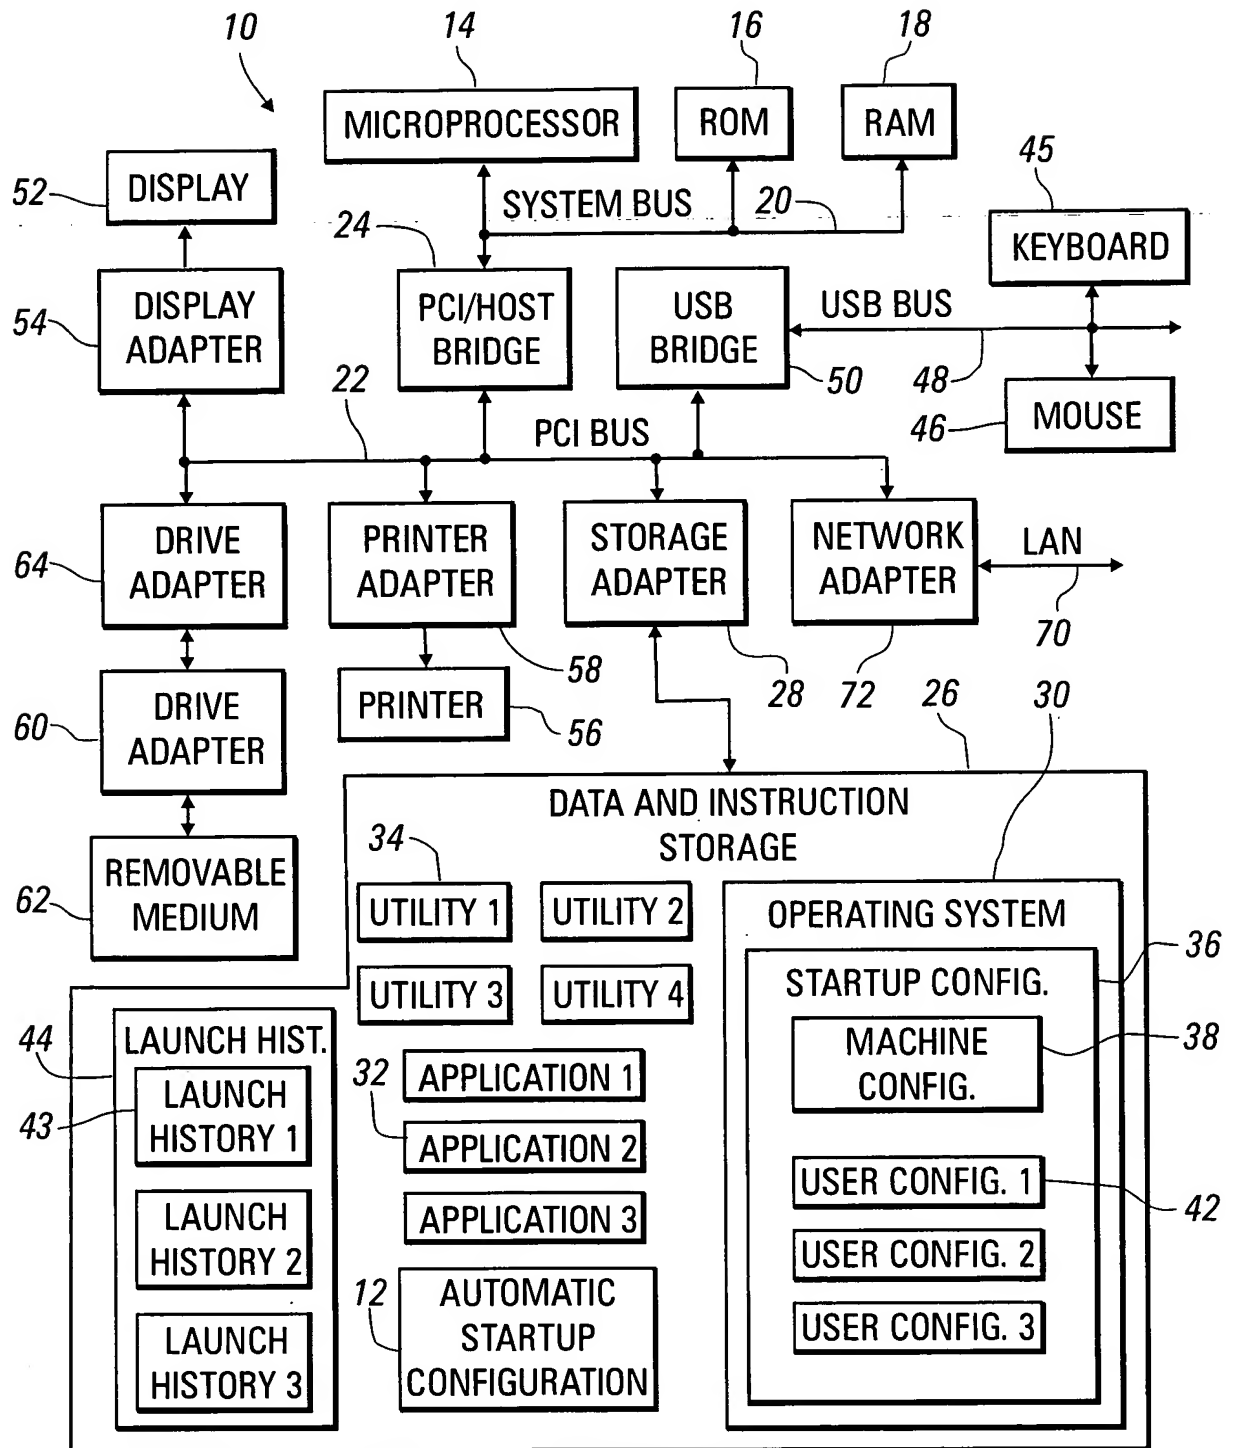 10
14
16
18
MICROPROCESSOR
ROM
RAM
45
52
DISPLAY
SYSTEM BUS
20
24
KEYBOARD
54
DISPLAY
ADAPTER
PCI/HOST
BRIDGE
USB
BRIDGE
USB BUS
22
50
48
46
MOUSE
PCI BUS
64
DRIVE
ADAPTER
PRINTER
ADAPTER
STORAGE
ADAPTER
NETWORK
ADAPTER
LAN
70
58
28
72
26
30
60
DRIVE
ADAPTER
PRINTER
56
DATA AND INSTRUCTION
STORAGE
34
62
REMOVABLE
MEDIUM
UTILITY 1
UTILITY 2
UTILITY 3
UTILITY 4
OPERATING SYSTEM
36
STARTUP CONFIG.
MACHINE
CONFIG.
38
44
LAUNCH HIST.
43
LAUNCH
HISTORY 1
LAUNCH
HISTORY 2
LAUNCH
HISTORY 3
32
APPLICATION 1
APPLICATION 2
APPLICATION 3
USER CONFIG. 1
42
USER CONFIG. 2
USER CONFIG. 3
12
AUTOMATIC
STARTUP
CONFIGURATION